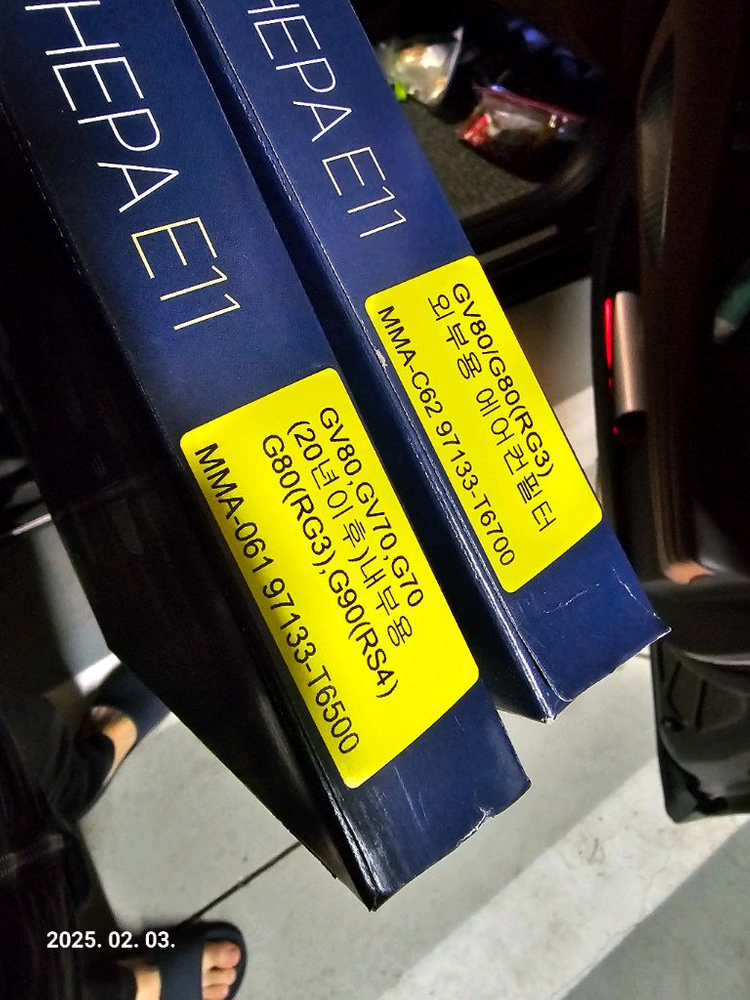 HEPA E11
GV80,GV70,G70
(20년이후)내부용
G80(RG3),G90(RS4)
MMA-061 97133-T6500
HEPA E11
GV80/G80(RG3)
외부용 에어컨필터
MMA-C62 97133-T6700
2025. 02. 03.